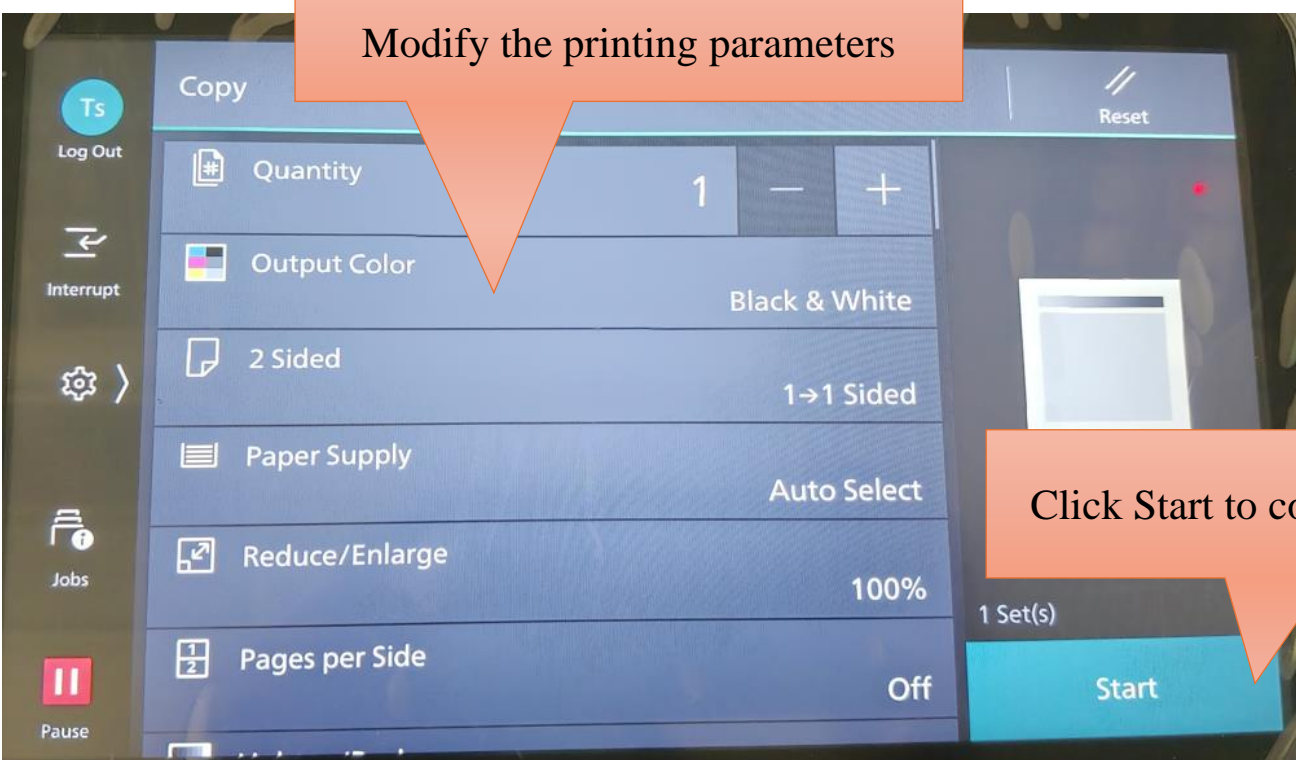 Modify the printing parameters
Ts
Log Out
Copy
Reset
Quantity
1
Interrupt
Output Color
Black & White
2 Sided
1→1 Sided
Paper Supply
Auto Select
Click Start to
Jobs
Reduce/Enlarge
100%
1 Set(s)
Pages per Side
Off
Start
Pause